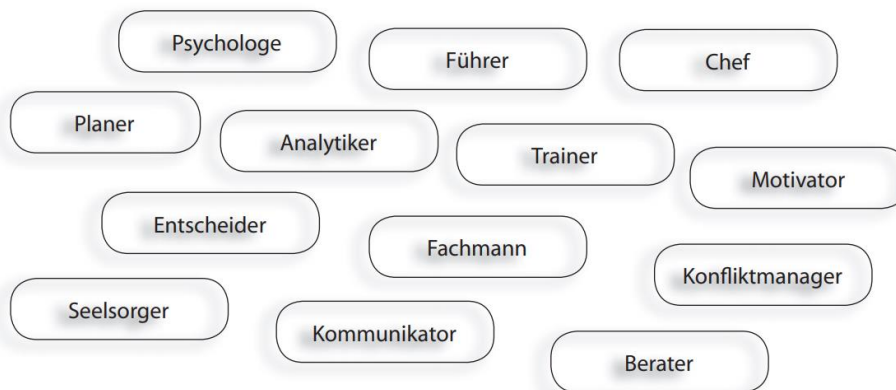 Psychologe
Führer
Chef
Planer
Analytiker
Trainer
Motivator
Entscheider
Fachmann
Konfliktmanager
Seelsorger
Kommunikator
Berater